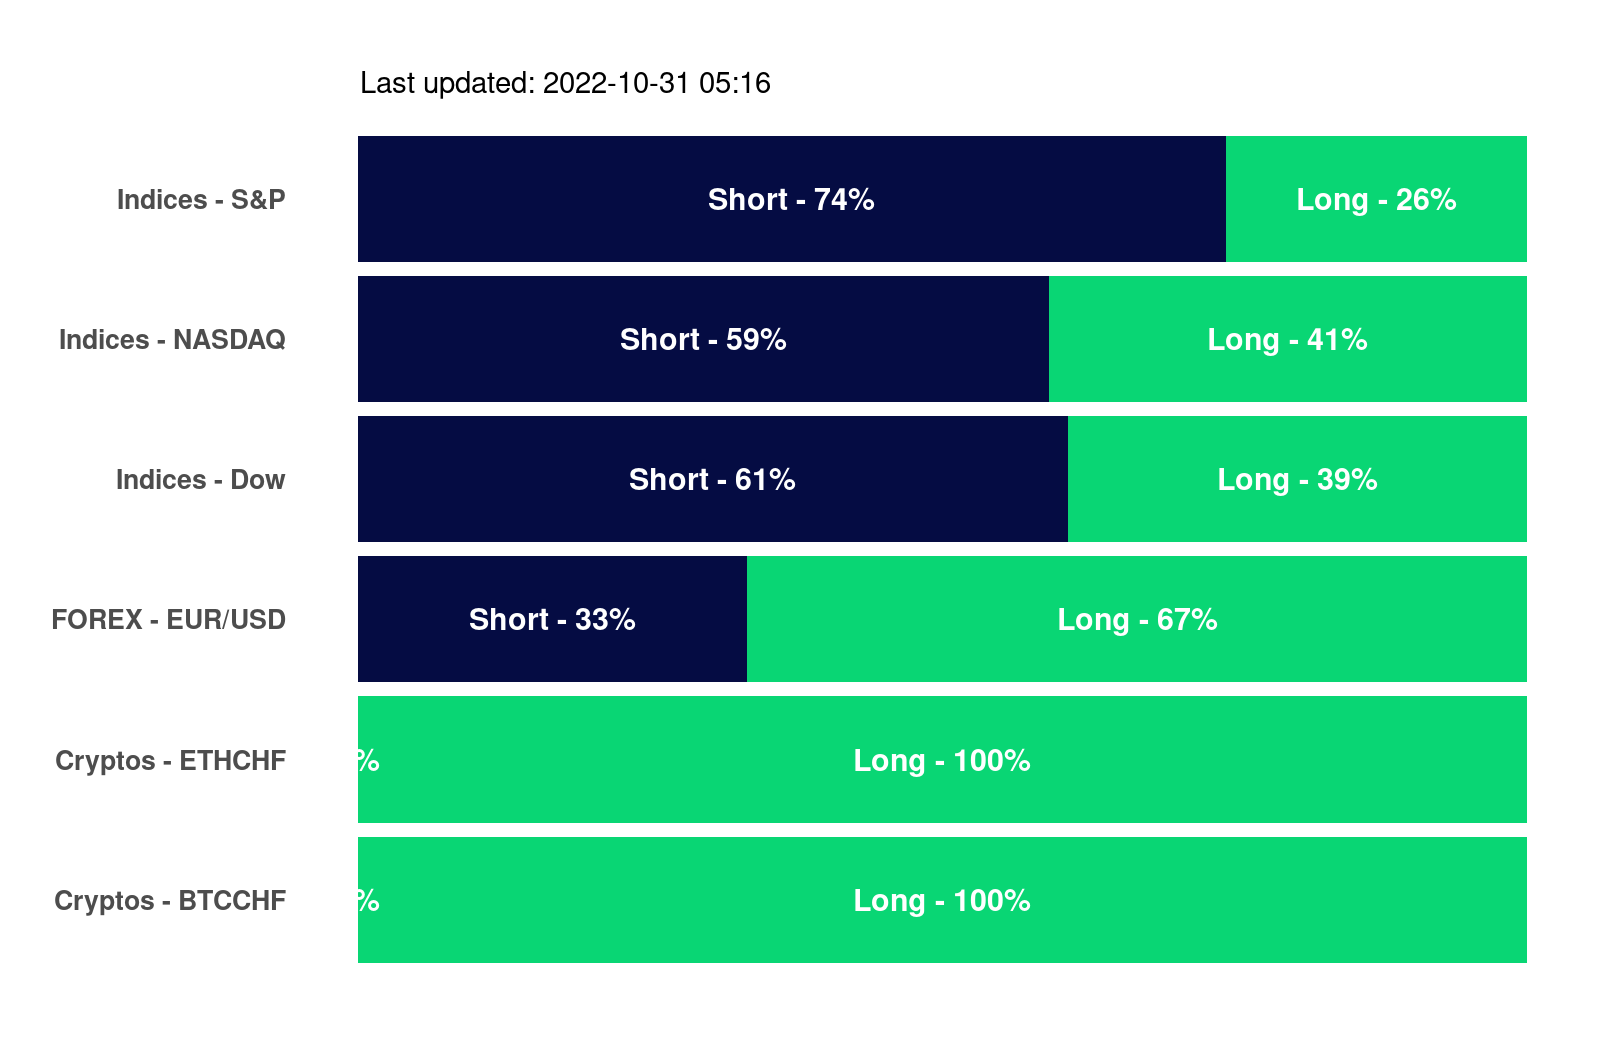 Last updated: 2022-10-31 05:16
Indices - S&P Short - 74% Long - 26%
Indices - NASDAQ Short - 59% Long - 41%
Indices - Dow Short - 61% Long - 39%
FOREX - EUR/USD Short - 33% Long - 67%
Cryptos - ETHCHF % Long - 100%
Cryptos - BTCCHF % Long - 100%